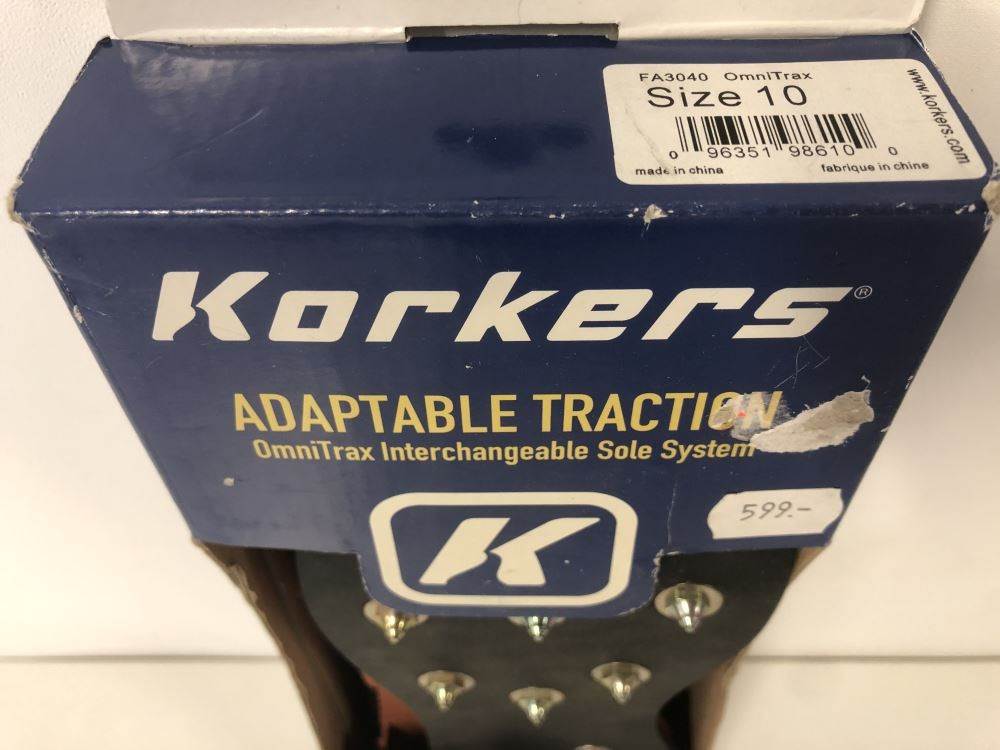 FA3040 OmniTrax
Size 10
www.korkers.com
0 96351 98610 0
made in china
fabrique in chine
Korkers®
ADAPTABLE TRACTION
OmniTrax Interchangeable Sole System
599.-
K